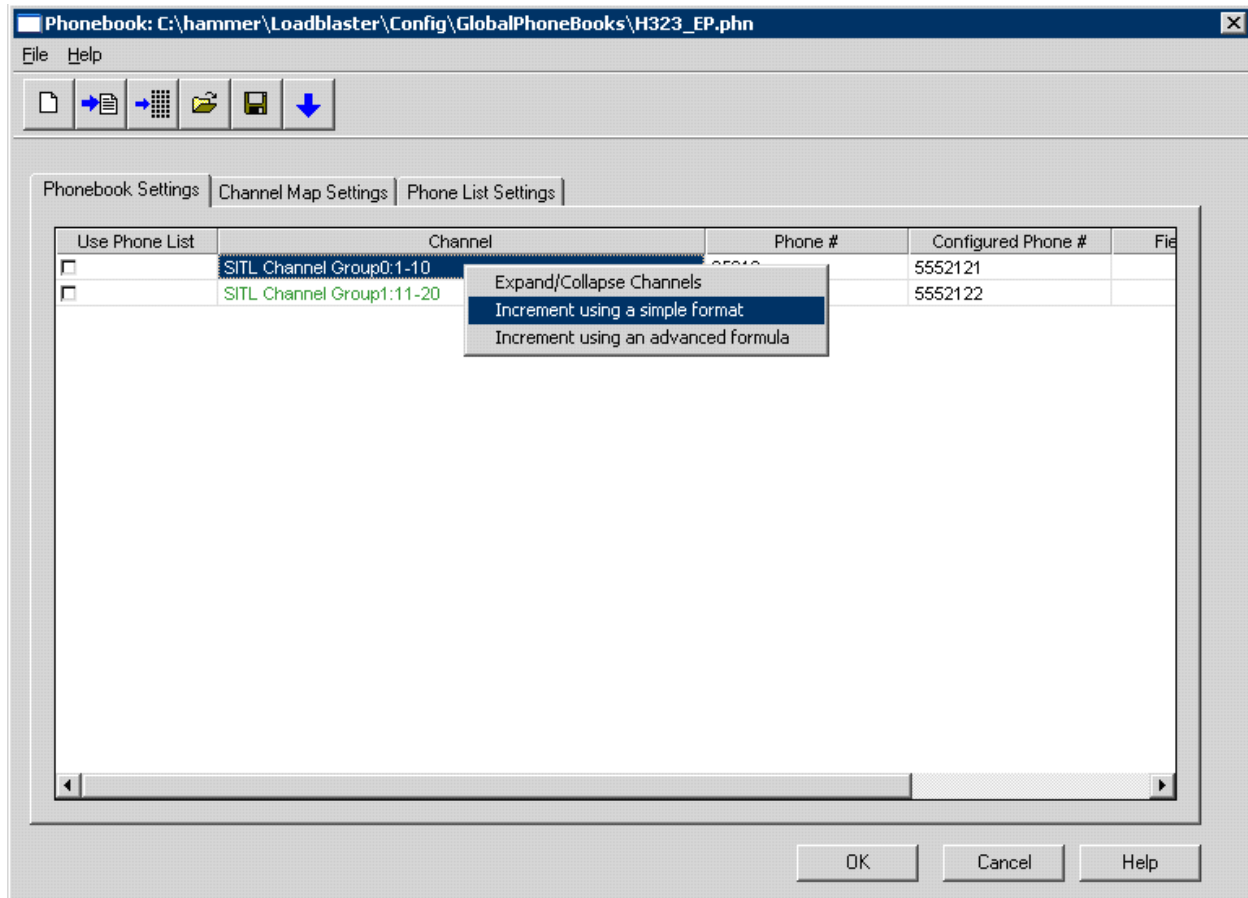 Phonebook: C:\hammer\Loadblaster\Config\GlobalPhoneBooks\H323_EP.phn
File Help
Phonebook Settings Channel Map Settings Phone List Settings
Use Phone List Channel Phone # Configured Phone # Fie
SITL Channel Group0:1-10 5552121
Expand/Collapse Channels
SITL Channel Group1:11-20 5552122
Increment using a simple format
Increment using an advanced formula
OK Cancel Help